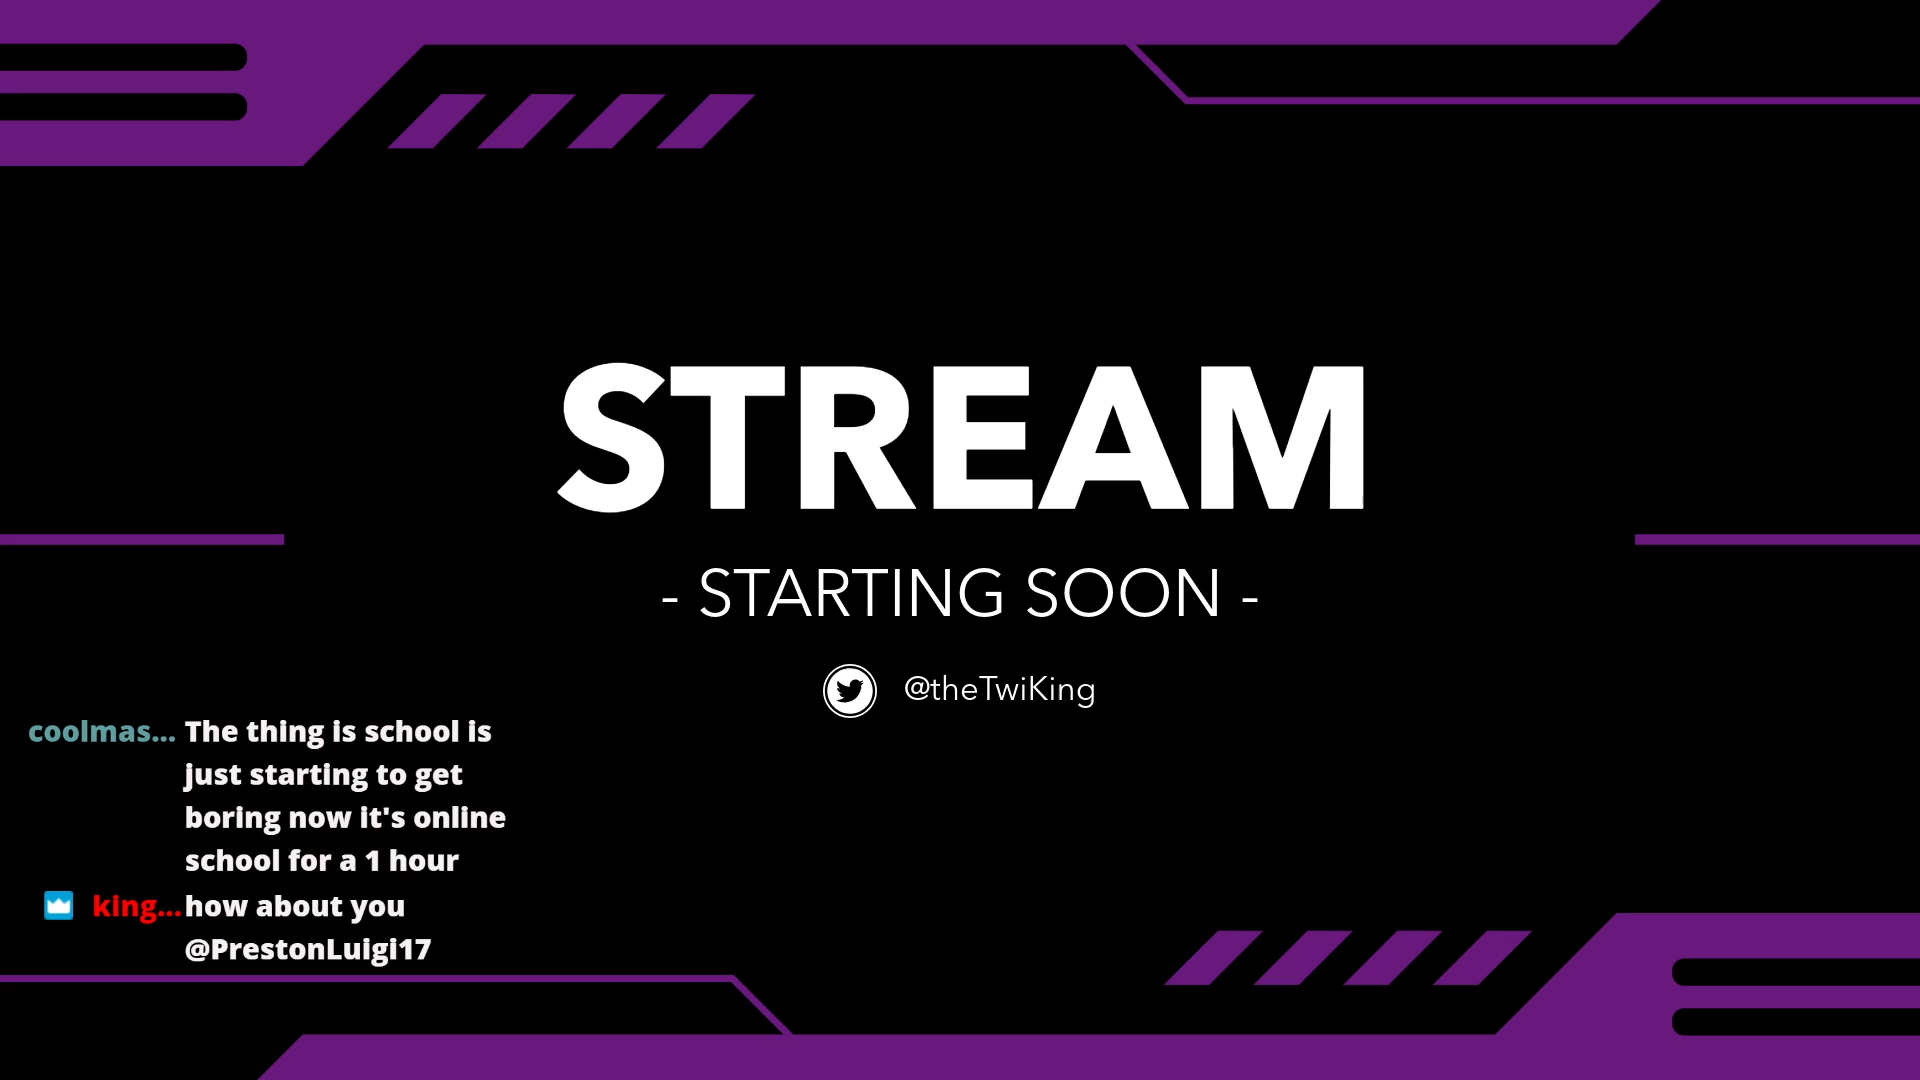 STREAM
- STARTING SOON -
@theTwiKing
coolmas... The thing is school is
just starting to get
boring now it's online
school for a 1 hour
king... how about you
@PrestonLuigi17